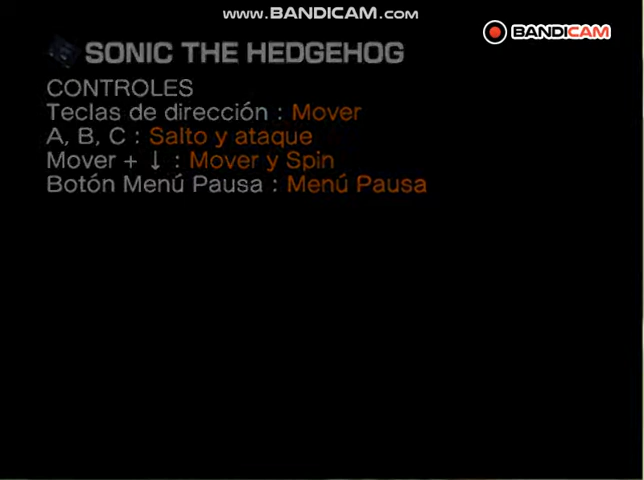 www.BANDICAM.com
BANDICAM
SONIC THE HEDGEHOG
CONTROLES
Teclas de dirección : Mover
A, B, C : Salto y ataque
Mover + ↓ : Mover y Spin
Botón Menú Pausa : Menú Pausa